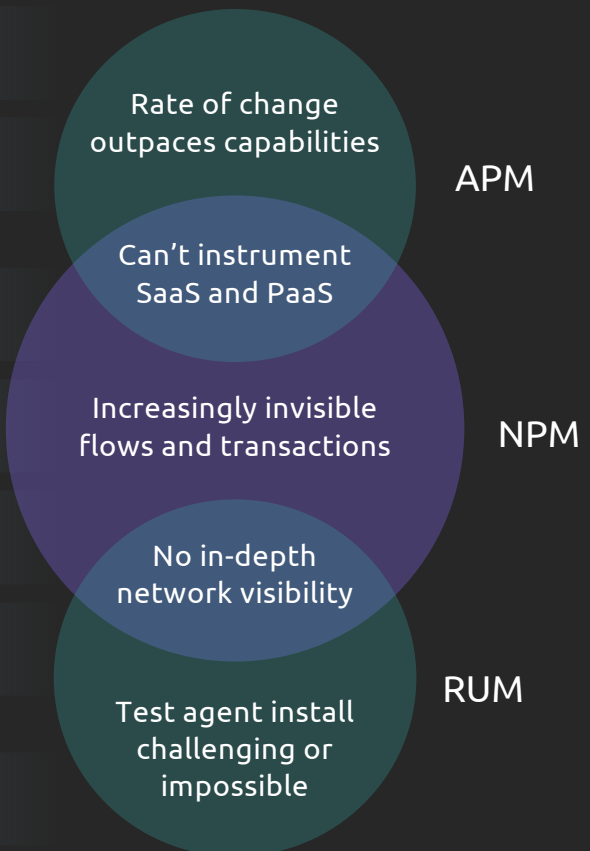 Rate of change
outpaces capabilities
APM
Can’t instrument
SaaS and PaaS
Increasingly invisible
flows and transactions
NPM
No in-depth
network visibility
RUM
Test agent install
challenging or
impossible